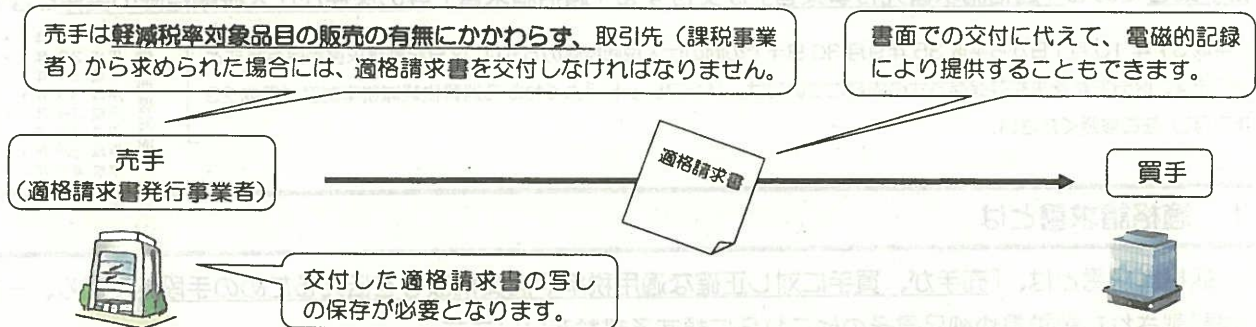 売手は軽減税率対象品目の販売の有無にかかわらず、取引先（課税事業
者）から求められた場合には、適格請求書を交付しなければなりません。
書面での交付に代えて、電磁的記録
により提供することもできます。
売手
（適格請求書発行事業者）
適格請求書
買手
交付した適格請求書の写し
の保存が必要となります。